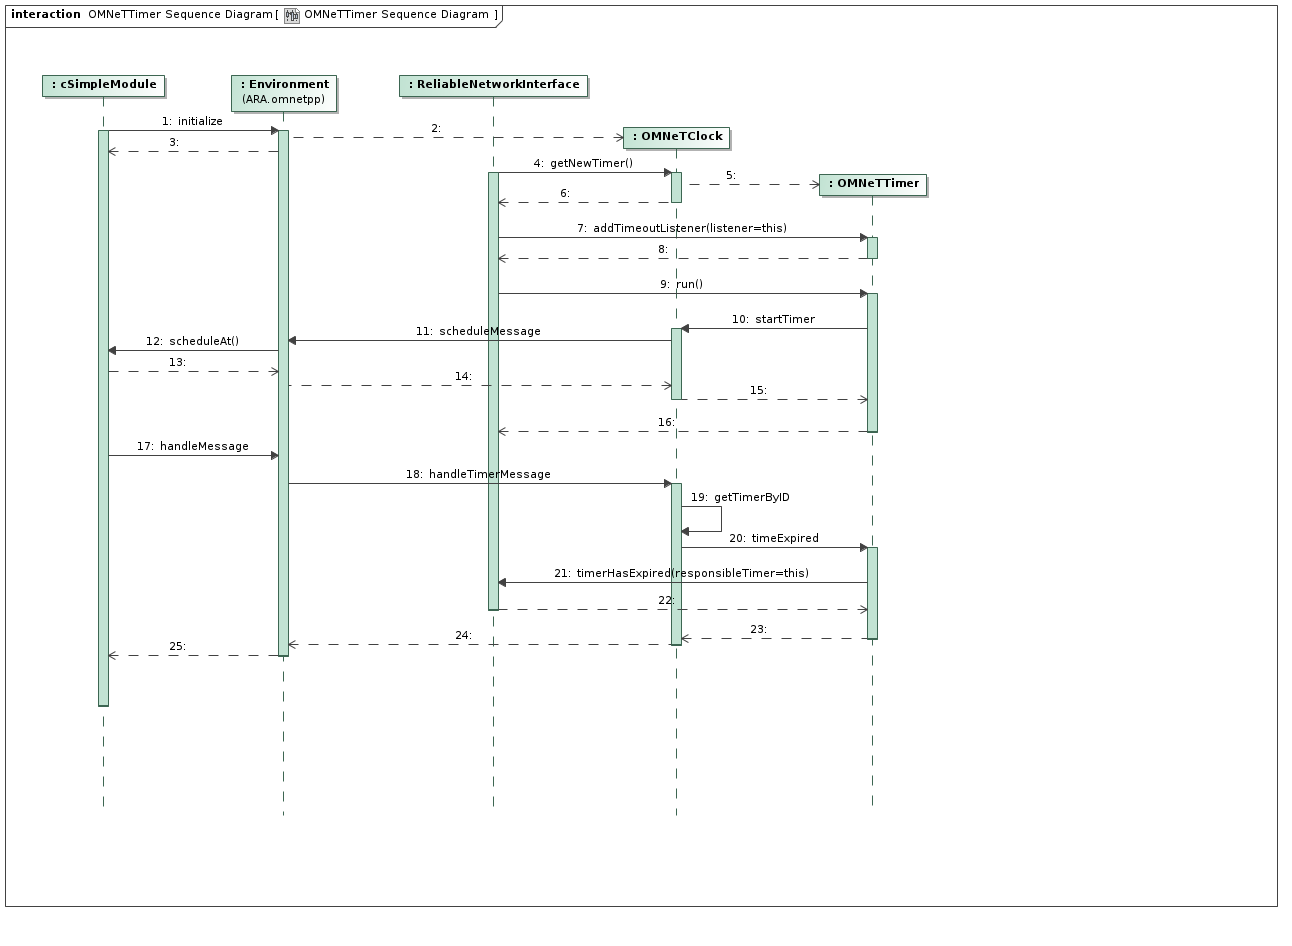 interaction OMNeTTimer Sequence Diagram [ OMNeTTimer Sequence Diagram ]
: cSimpleModule
: Environment
(ARA.omnetpp)
: ReliableNetworkInterface
1: initialize
2:
: OMNeTClock
3:
4: getNewTimer()
5:
: OMNeTTimer
6:
7: addTimeoutListener(listener=this)
8:
9: run()
10: startTimer
11: scheduleMessage
12: scheduleAt()
13:
14:
15:
16:
17: handleMessage
18: handleTimerMessage
19: getTimerByID
20: timeExpired
21: timerHasExpired(responsibleTimer=this)
22:
23:
24:
25: